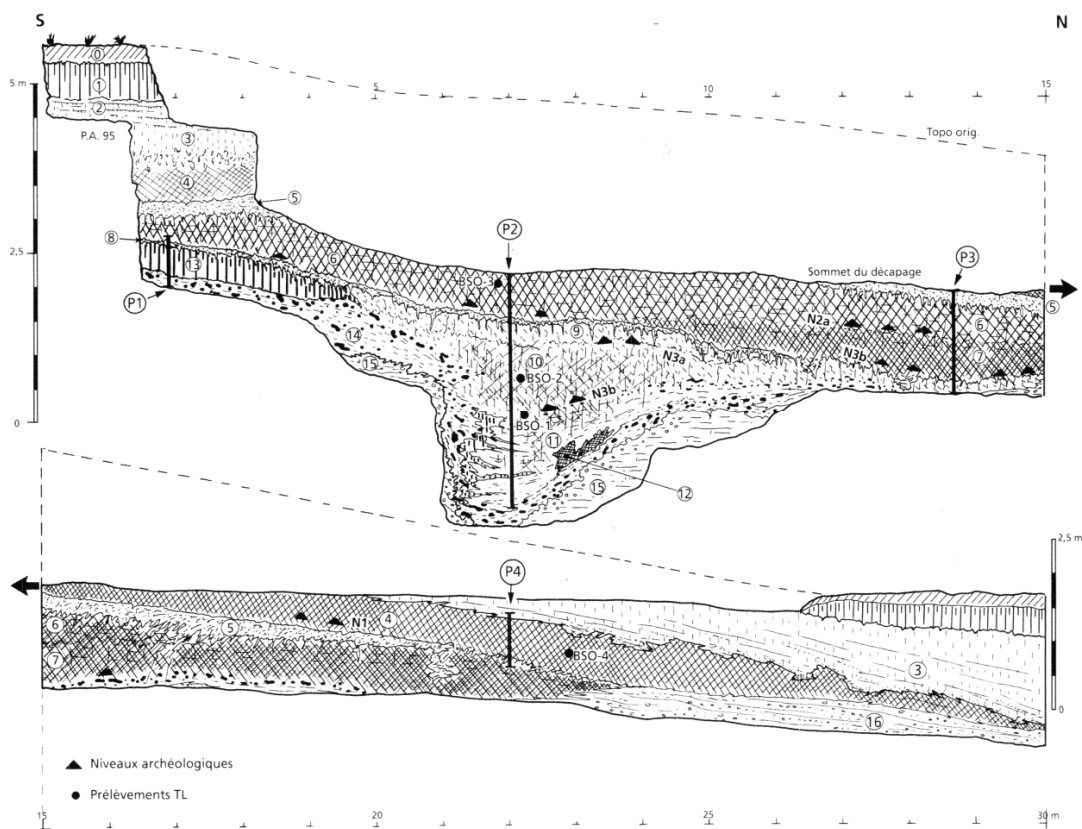 S
N
0
1
5 m
2
P.A. 95
5
10
15
3
Topo orig.
4
5
P2
8
6
Sommet du décapage
P3
13
BSO-3
5
2,5
P1
N2a
6
9
14
N3a
N3b
7
10
15
BSO-2
N3b
0
BSO-1
11
15
12
2,5 m
P4
6
5
N1
4
7
BSO-4
3
16
0
Niveaux archéologiques
Prélèvements TL
15
20
25
30 m